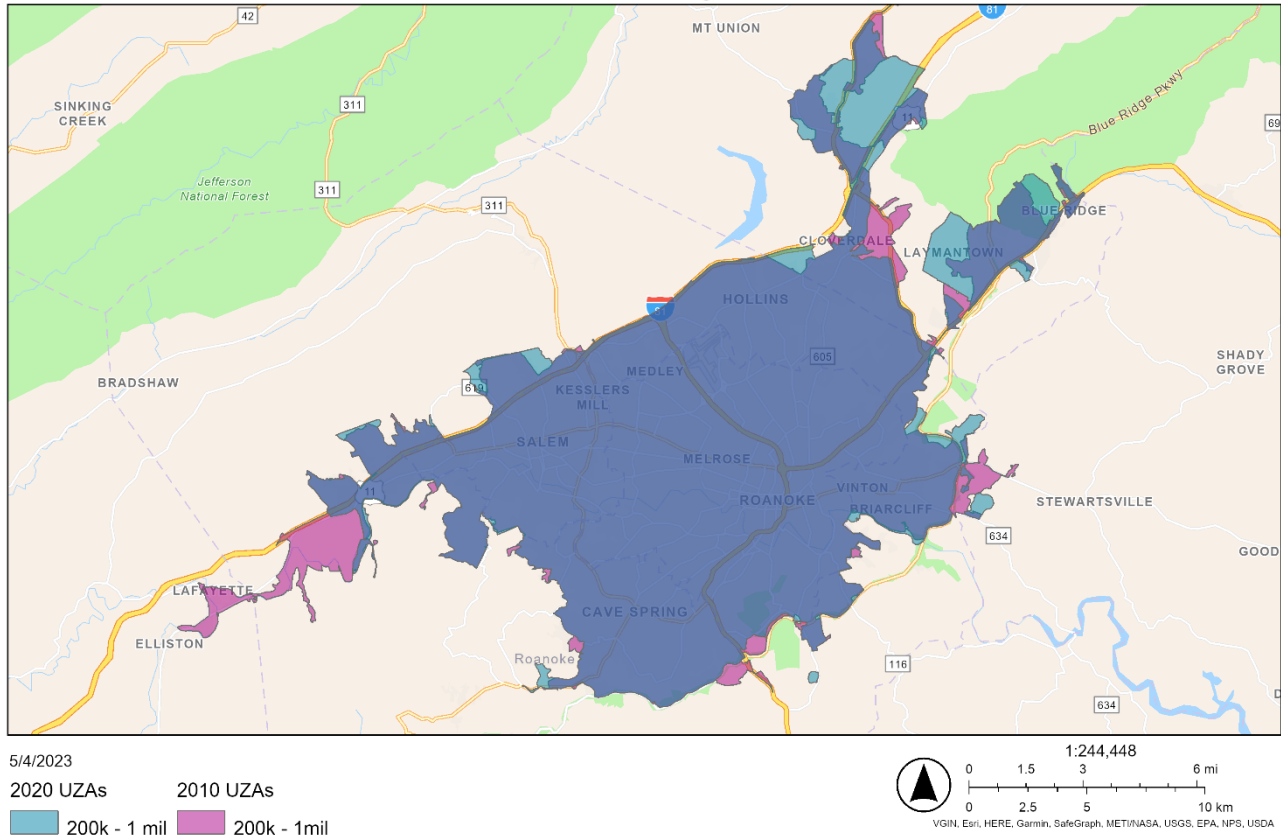 42
81
MT UNION
SINKING
CREEK
311
Blue Ridge Pkwy
11
69
Jefferson
National Forest
311
311
BLUE RIDGE
CLOVERDALE
LAYMANTOWN
HOLLINS
605
SHADY
GROVE
BRADSHAW
619
MEDLEY
KESSLERS
MILL
SALEM
MELROSE
11
ROANOKE
VINTON
BRIARCLIFF
STEWARTSVILLE
634
GOOD
LAFAYETTE
CAVE SPRING
ELLISTON
Roanoke
116
634
D
5/4/2023
2020 UZAs
2010 UZAs
200k - 1 mil
200k - 1mil
1:244,448
0 1.5 3 6 mi
0 2.5 5 10 km
VGIN, Esri, HERE, Garmin, SafeGraph, METI/NASA, USGS, EPA, NPS, USDA